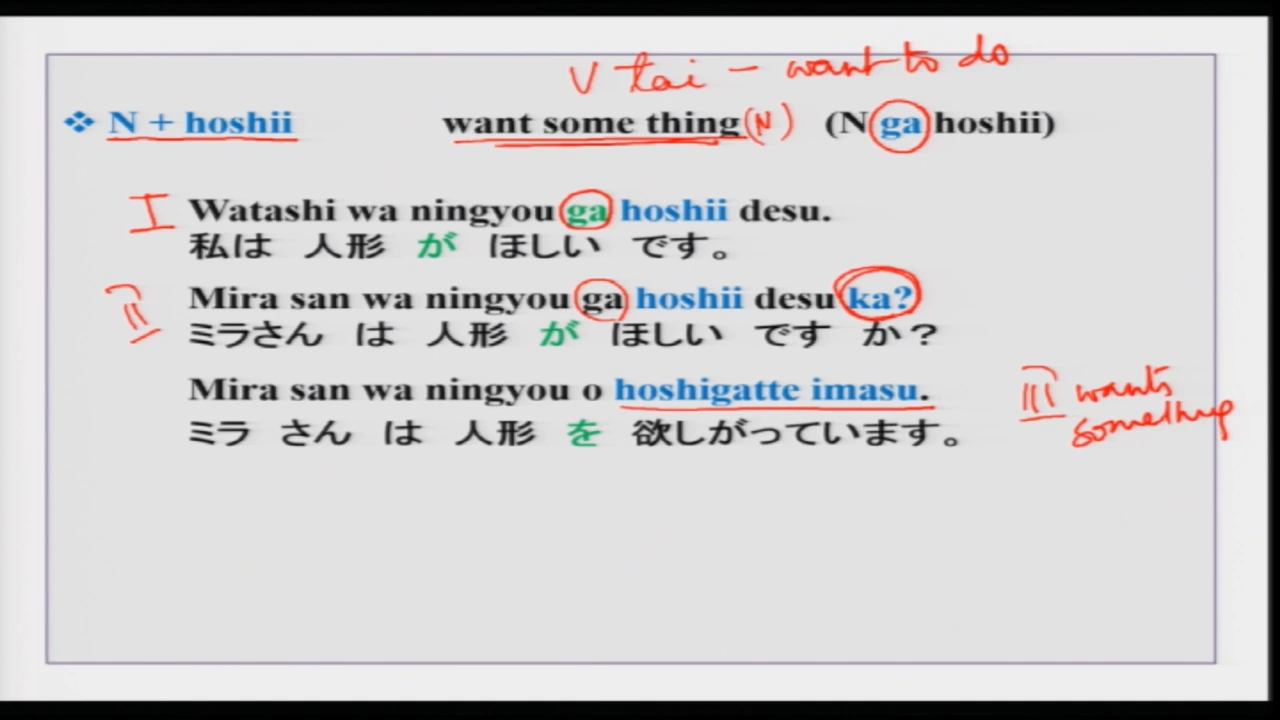 V tai - want to do
❖ N + hoshii want some thing (N) (N ga hoshii)
I Watashi wa ningyou ga hoshii desu.
私は 人形 が ほしい です。
II Mira san wa ningyou ga hoshii desu ka?
ミラさん は 人形 が ほしい です か？
Mira san wa ningyou o hoshigatte imasu. III wants
something
ミラ さん は 人形 を 欲しがっています。